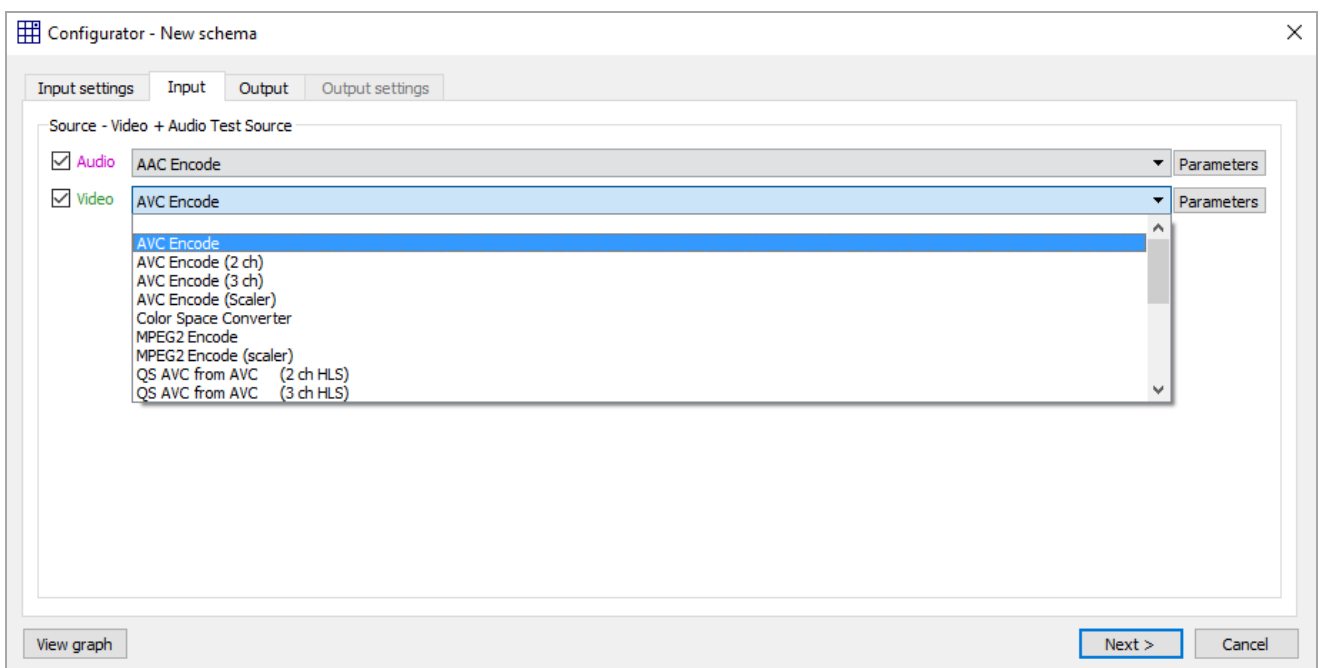 Configurator - New schema
Input settings Input Output Output settings
Source - Video + Audio Test Source
Audio AAC Encode Parameters
Video AVC Encode Parameters
AVC Encode
AVC Encode (2 ch)
AVC Encode (3 ch)
AVC Encode (Scaler)
Color Space Converter
MPEG2 Encode
MPEG2 Encode (scaler)
QS AVC from AVC (2 ch HLS)
QS AVC from AVC (3 ch HLS)
View graph Next > Cancel